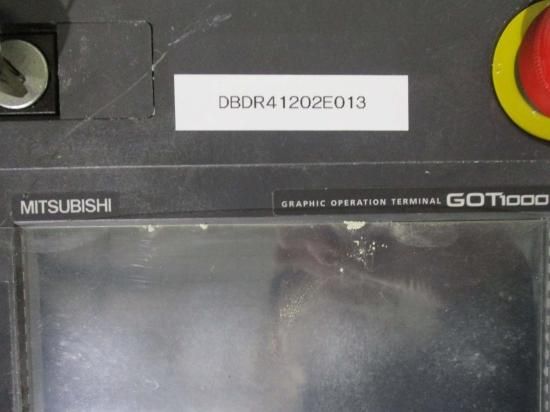 DBDR41202E013
MITSUBISHI
GRAPHIC OPERATION TERMINAL GOT1000